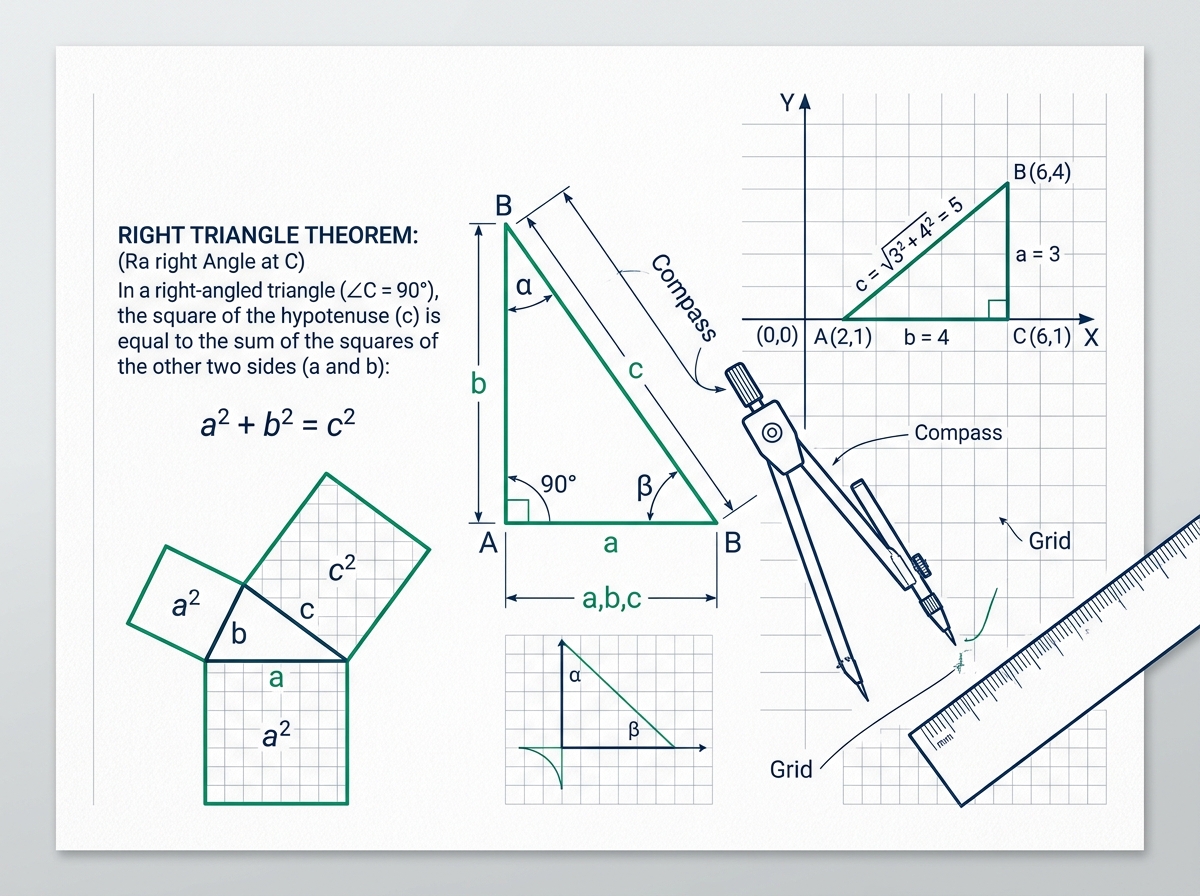 RIGHT TRIANGLE THEOREM:
(Ra right Angle at C)
In a right-angled triangle (∠C = 90°),
the square of the hypotenuse (c) is
equal to the sum of the squares of
the other two sides (a and b):
a² + b² = c²
a²
b
c
c²
a
a²
B
α
b
c
90°
β
A
a
B
a,b,c
α
β
Compass
Y
B(6,4)
c = √3² + 4² = 5
a = 3
(0,0)
A(2,1)
b = 4
C(6,1)
X
Compass
Grid
Grid
mm